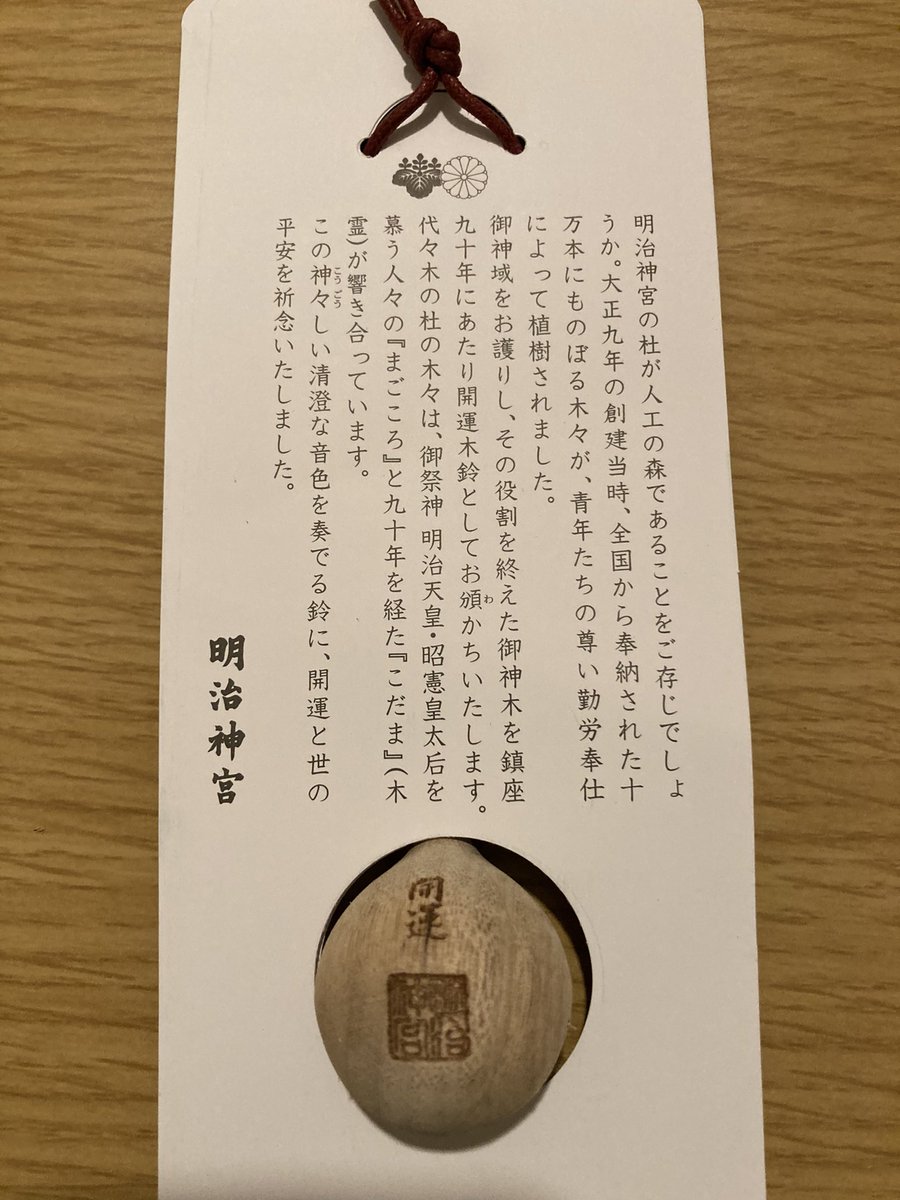 明治神宮の杜が人工の森であることをご存じでしょ
うか。大正九年の創建当時、全国から奉納された十
万本にものぼる木々が、青年たちの尊い勤労奉仕
によって植樹されました。
御神域をお護りし、その役割を終えた御神木を鎮座
九十年にあたり開運木鈴としてお頒かちいたします。
わ
代々木の杜の木々は、御祭神 明治天皇・昭憲皇太后を
慕う人々の『まごころ』と九十年を経た『こだま』(木
霊)が響き合っています。
この神々しい清澄な音色を奏でる鈴に、開運と世の
こうごう
平安を祈念いたしました。
明治神宮
開運
明治神宮